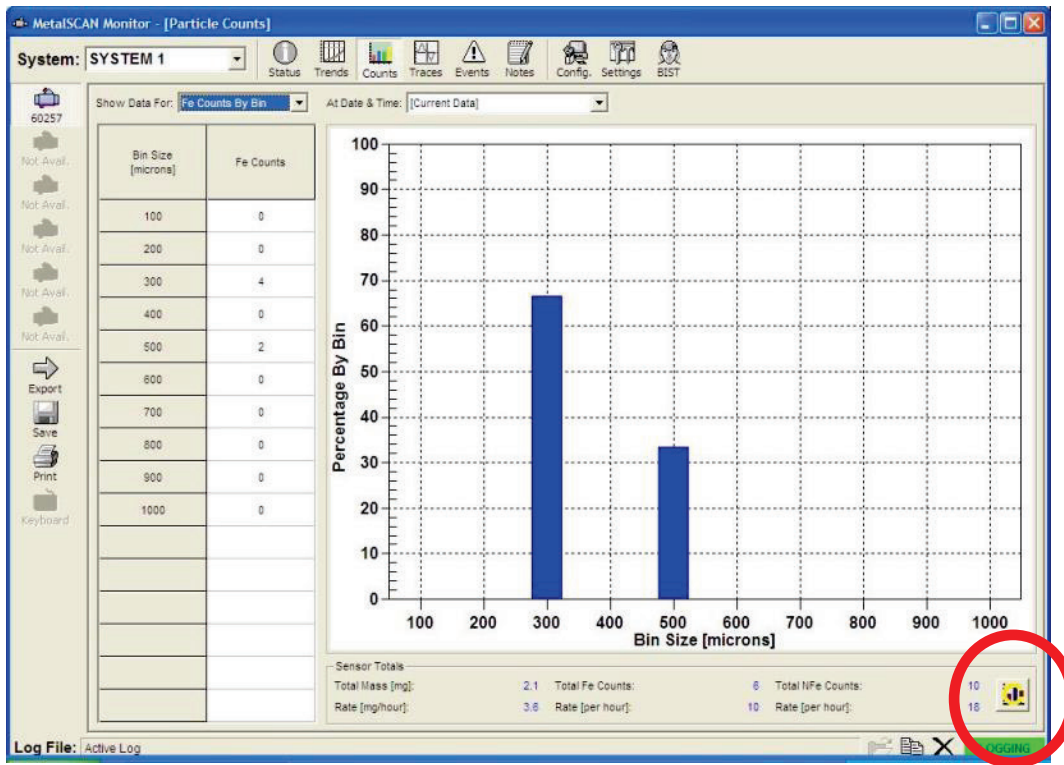 MetalSCAN Monitor - [Particle Counts]
System: SYSTEM 1
Status Trends Counts Traces Events Notes Config. Settings BIST
60257
Not Avail.
Not Avail.
Not Avail.
Not Avail.
Not Avail.
Export
Save
Print
Keyboard
Show Data For: Fe Counts By Bin At Date & Time: [Current Data]
Bin Size [microns] Fe Counts
100 0
200 0
300 4
400 0
500 2
600 0
700 0
800 0
900 0
1000 0
Percentage By Bin
100
90
80
70
60
50
40
30
20
10
0
100 200 300 400 500 600 700 800 900 1000
Bin Size [microns]
Sensor Totals
Total Mass [mg]: 2.1 Total Fe Counts: 6 Total NFe Counts: 10
Rate [mg/hour]: 3.6 Rate [per hour]: 10 Rate [per hour]: 18
Log File: Active Log LOGGING